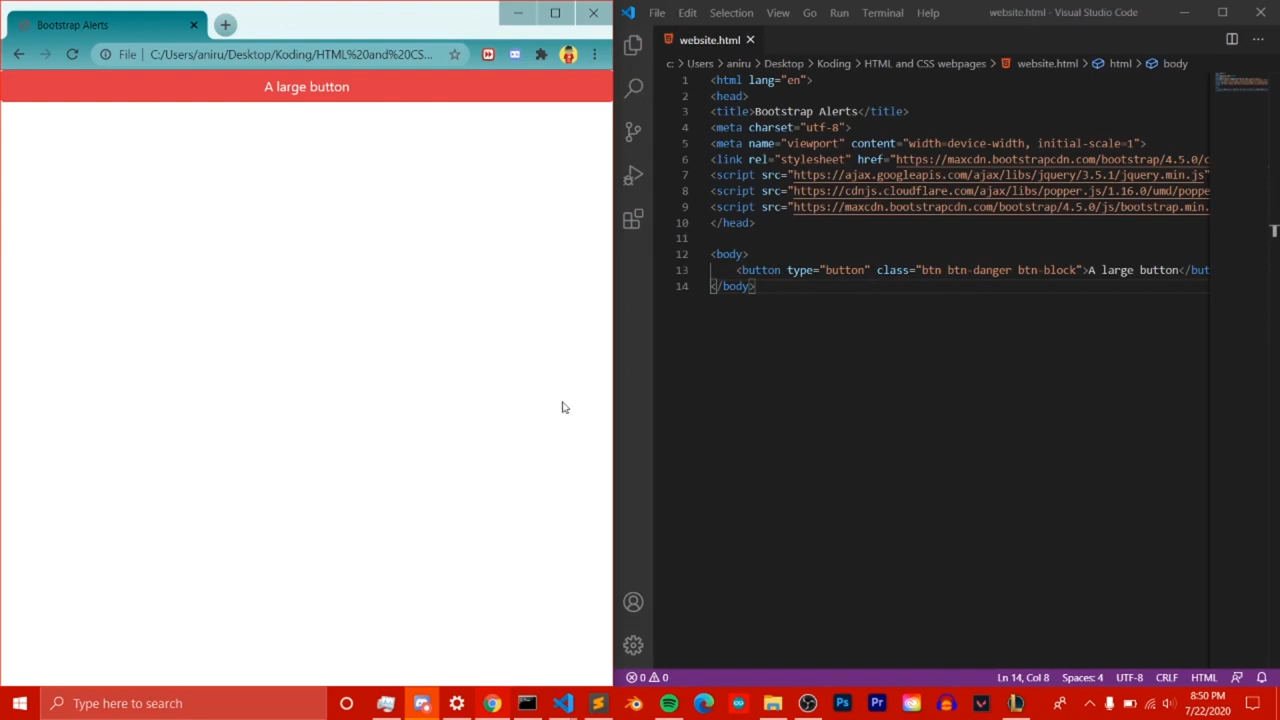 Bootstrap Alerts
File
C:/Users/aniru/Desktop/Koding/HTML%20and%20CS...
A large button
File Edit Selection View Go Run Terminal Help
website.html - Visual Studio Code
website.html
c: > Users > aniru > Desktop > Koding > HTML and CSS webpages > website.html > html > body
1 <html lang="en">
2 <head>
3 <title>Bootstrap Alerts</title>
4 <meta charset="utf-8">
5 <meta name="viewport" content="width=device-width, initial-scale=1">
6 <link rel="stylesheet" href="https://maxcdn.bootstrapcdn.com/bootstrap/4.5.0/c
7 <script src="https://ajax.googleapis.com/ajax/libs/jquery/3.5.1/jquery.min.js"
8 <script src="https://cdnjs.cloudflare.com/ajax/libs/popper.js/1.16.0/umd/poppe
9 <script src="https://maxcdn.bootstrapcdn.com/bootstrap/4.5.0/js/bootstrap.min.
10 </head>
11
12 <body>
13 <button type="button" class="btn btn-danger btn-block">A large button</but
14 </body>
0 0
Ln 14, Col 8 Spaces: 4 UTF-8 CRLF HTML
Type here to search
Ps
Pr
8:50 PM
7/22/2020